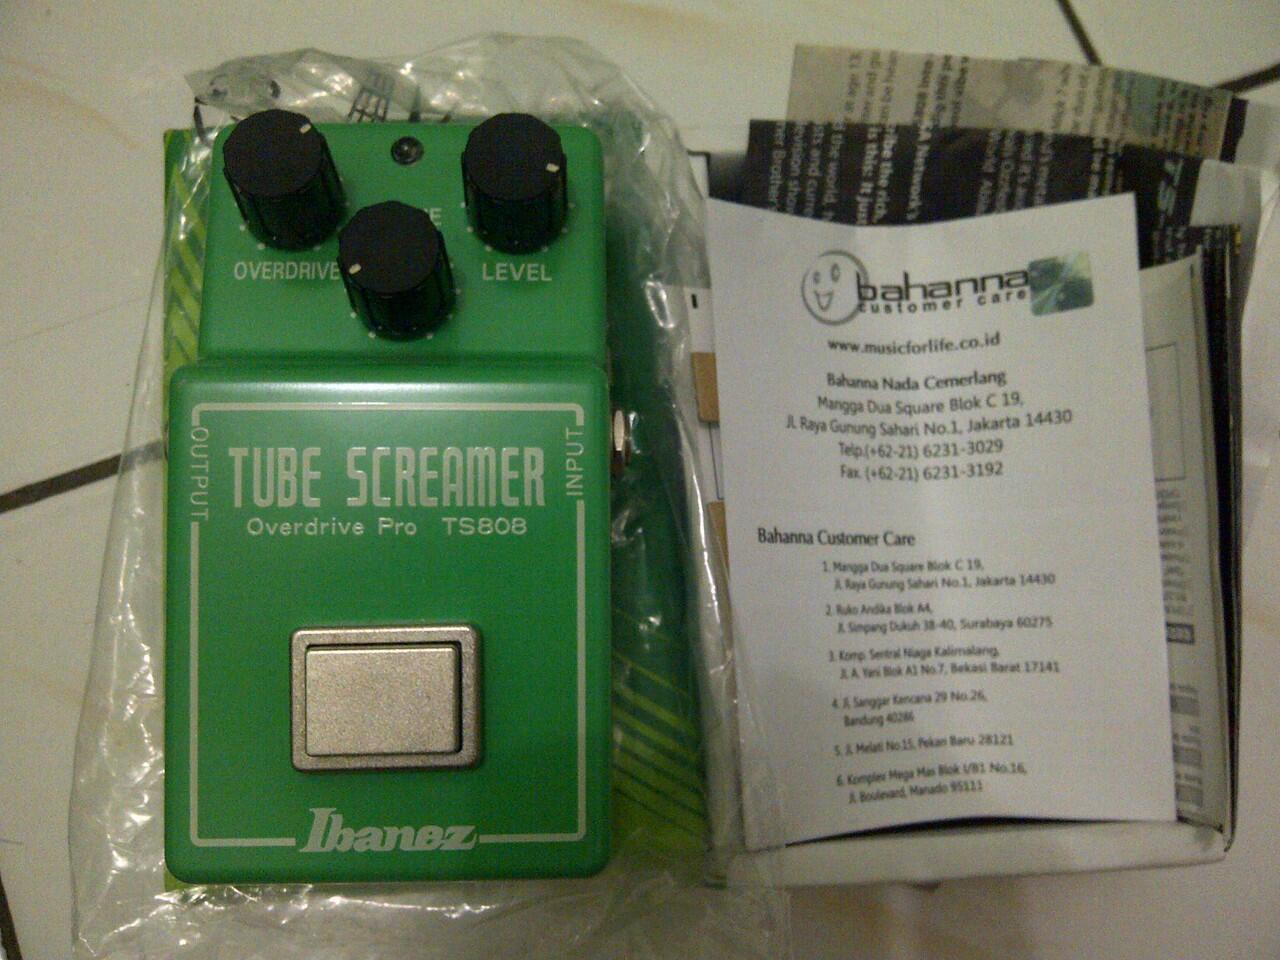 OVERDRIVE
LEVEL
OUTPUT
INPUT
TUBE SCREAMER
Overdrive Pro TS808
Ibanez
bahanna
customer care
www.musicforlife.co.id
Bahanna Nada Cemerlang
Mangga Dua Square Blok C 19,
Jl. Raya Gunung Sahari No.1, Jakarta 14430
Telp.(+62-21) 6231-3029
Fax. (+62-21) 6231-3192
Bahanna Customer Care
1. Mangga Dua Square Blok C 19,
Jl. Raya Gunung Sahari No.1, Jakarta 14430
2. Ruko Andika Blok A4,
Jl. Simpang Dukuh 38-40, Surabaya 60275
3. Komp. Sentral Niaga Kalimalang,
Jl. A. Yani Blok A1 No.7, Bekasi Barat 17141
4. Jl. Sanggar Kencana 29 No.26,
Bandung 40286
5. Jl. Melati No.15, Pekan Baru 28121
6. Komplex Mega Mas Blok I/B1 No.16,
Jl. Boulevard, Manado 95111